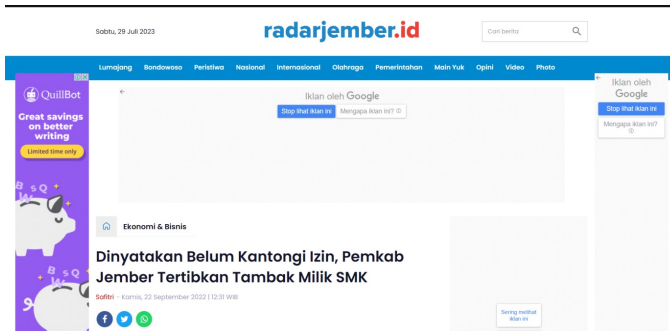 Sabtu, 29 Juli 2023
radarjember.id
Cari berita
Lumajang Bondowoso Peristiwa Nasional Internasional Olahraga Pemerintahan Main Yuk Opini Video Photo
QuillBot
Great savings
on better
writing
Limited time only
B S Q
Iklan oleh Google
Stop lihat iklan ini Mengapa iklan ini?
Iklan oleh
Google
Stop lihat iklan ini
Mengapa iklan ini?
Ekonomi & Bisnis
Dinyatakan Belum Kantongi Izin, Pemkab
Jember Tertibkan Tambak Milik SMK
Safitri - Kamis, 22 September 2022 | 12:31 WIB
B S Q
Sering melihat
iklan ini